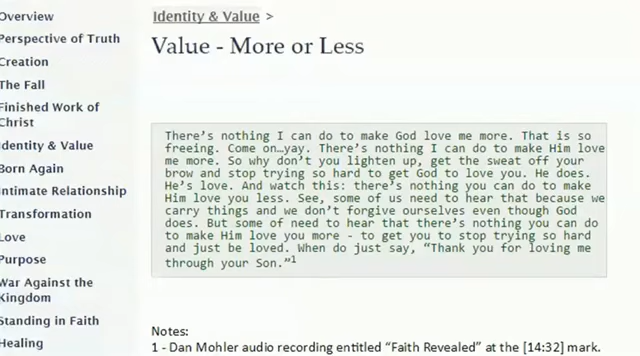 Overview
Perspective of Truth
Creation
The Fall
Finished Work of
Christ
Identity & Value
Born Again
Intimate Relationship
Transformation
Love
Purpose
War Against the
Kingdom
Standing in Faith
Healing
Identity & Value >
Value - More or Less
There's nothing I can do to make God love me more. That is so
freeing. Come on…yay. There's nothing I can do to make Him love
me more. So why don't you lighten up, get the sweat off your
brow and stop trying so hard to get God to love you. He does.
He's love. And watch this: there's nothing you can do to make
Him love you less. See, some of us need to hear that because we
carry things and we don't forgive ourselves even though God
does. But some of need to hear that there's nothing you can do
to make Him love you more - to get you to stop trying so hard
and just be loved. When do just say, “Thank you for loving me
through your Son.”1
Notes:
1 - Dan Mohler audio recording entitled “Faith Revealed” at the [14:32] mark.